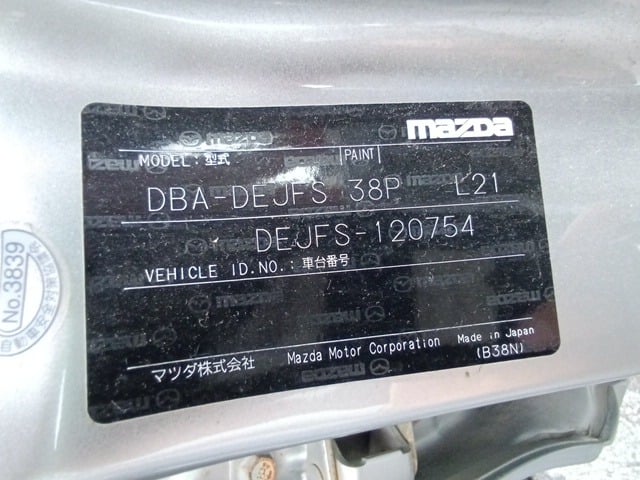 mazda
mazda
MODEL:型式
PAINT
DBA-DEJFS 38P L21
DEJFS-120754
VEHICLE ID.NO.:車台番号
マツダ株式会社 Mazda Motor Corporation Made in Japan
(B38N)
No.3839